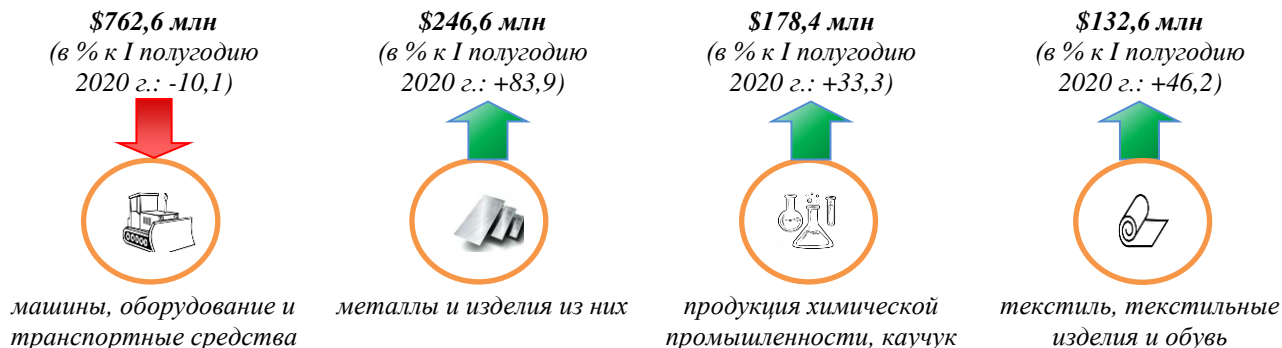 $762,6 млн
(в % к I полугодию
2020 г.: -10,1)
$246,6 млн
(в % к I полугодию
2020 г.: +83,9)
$178,4 млн
(в % к I полугодию
2020 г.: +33,3)
$132,6 млн
(в % к I полугодию
2020 г.: +46,2)
машины, оборудование и
транспортные средства
металлы и изделия из них
продукция химической
промышленности, каучук
текстиль, текстильные
изделия и обувь